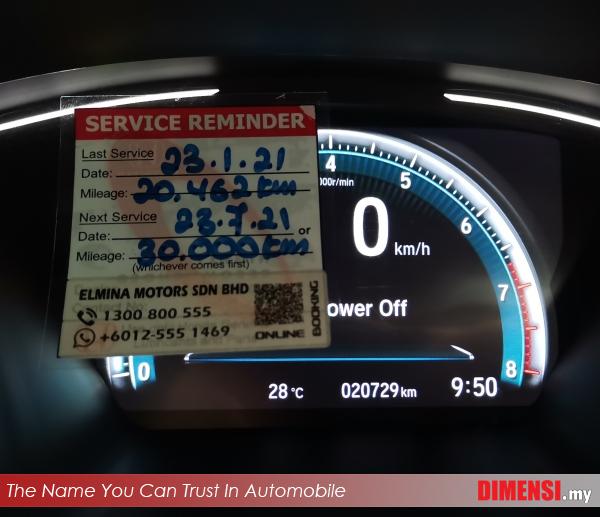 SERVICE REMINDER
Last Service
Date: 23.1.21
Mileage: 20.462 km
Next Service
Date: 23.7.21 or
Mileage: 30.000 km
(whichever comes first)
ELMINA MOTORS SDN BHD
1300 800 555
+6012-555 1469
ONLINE BOOKING
4
000r/min
5
6
7
8
0
0 km/h
ower Off
28°C 020729 km 9:50
The Name You Can Trust In Automobile
DIMENSI.my